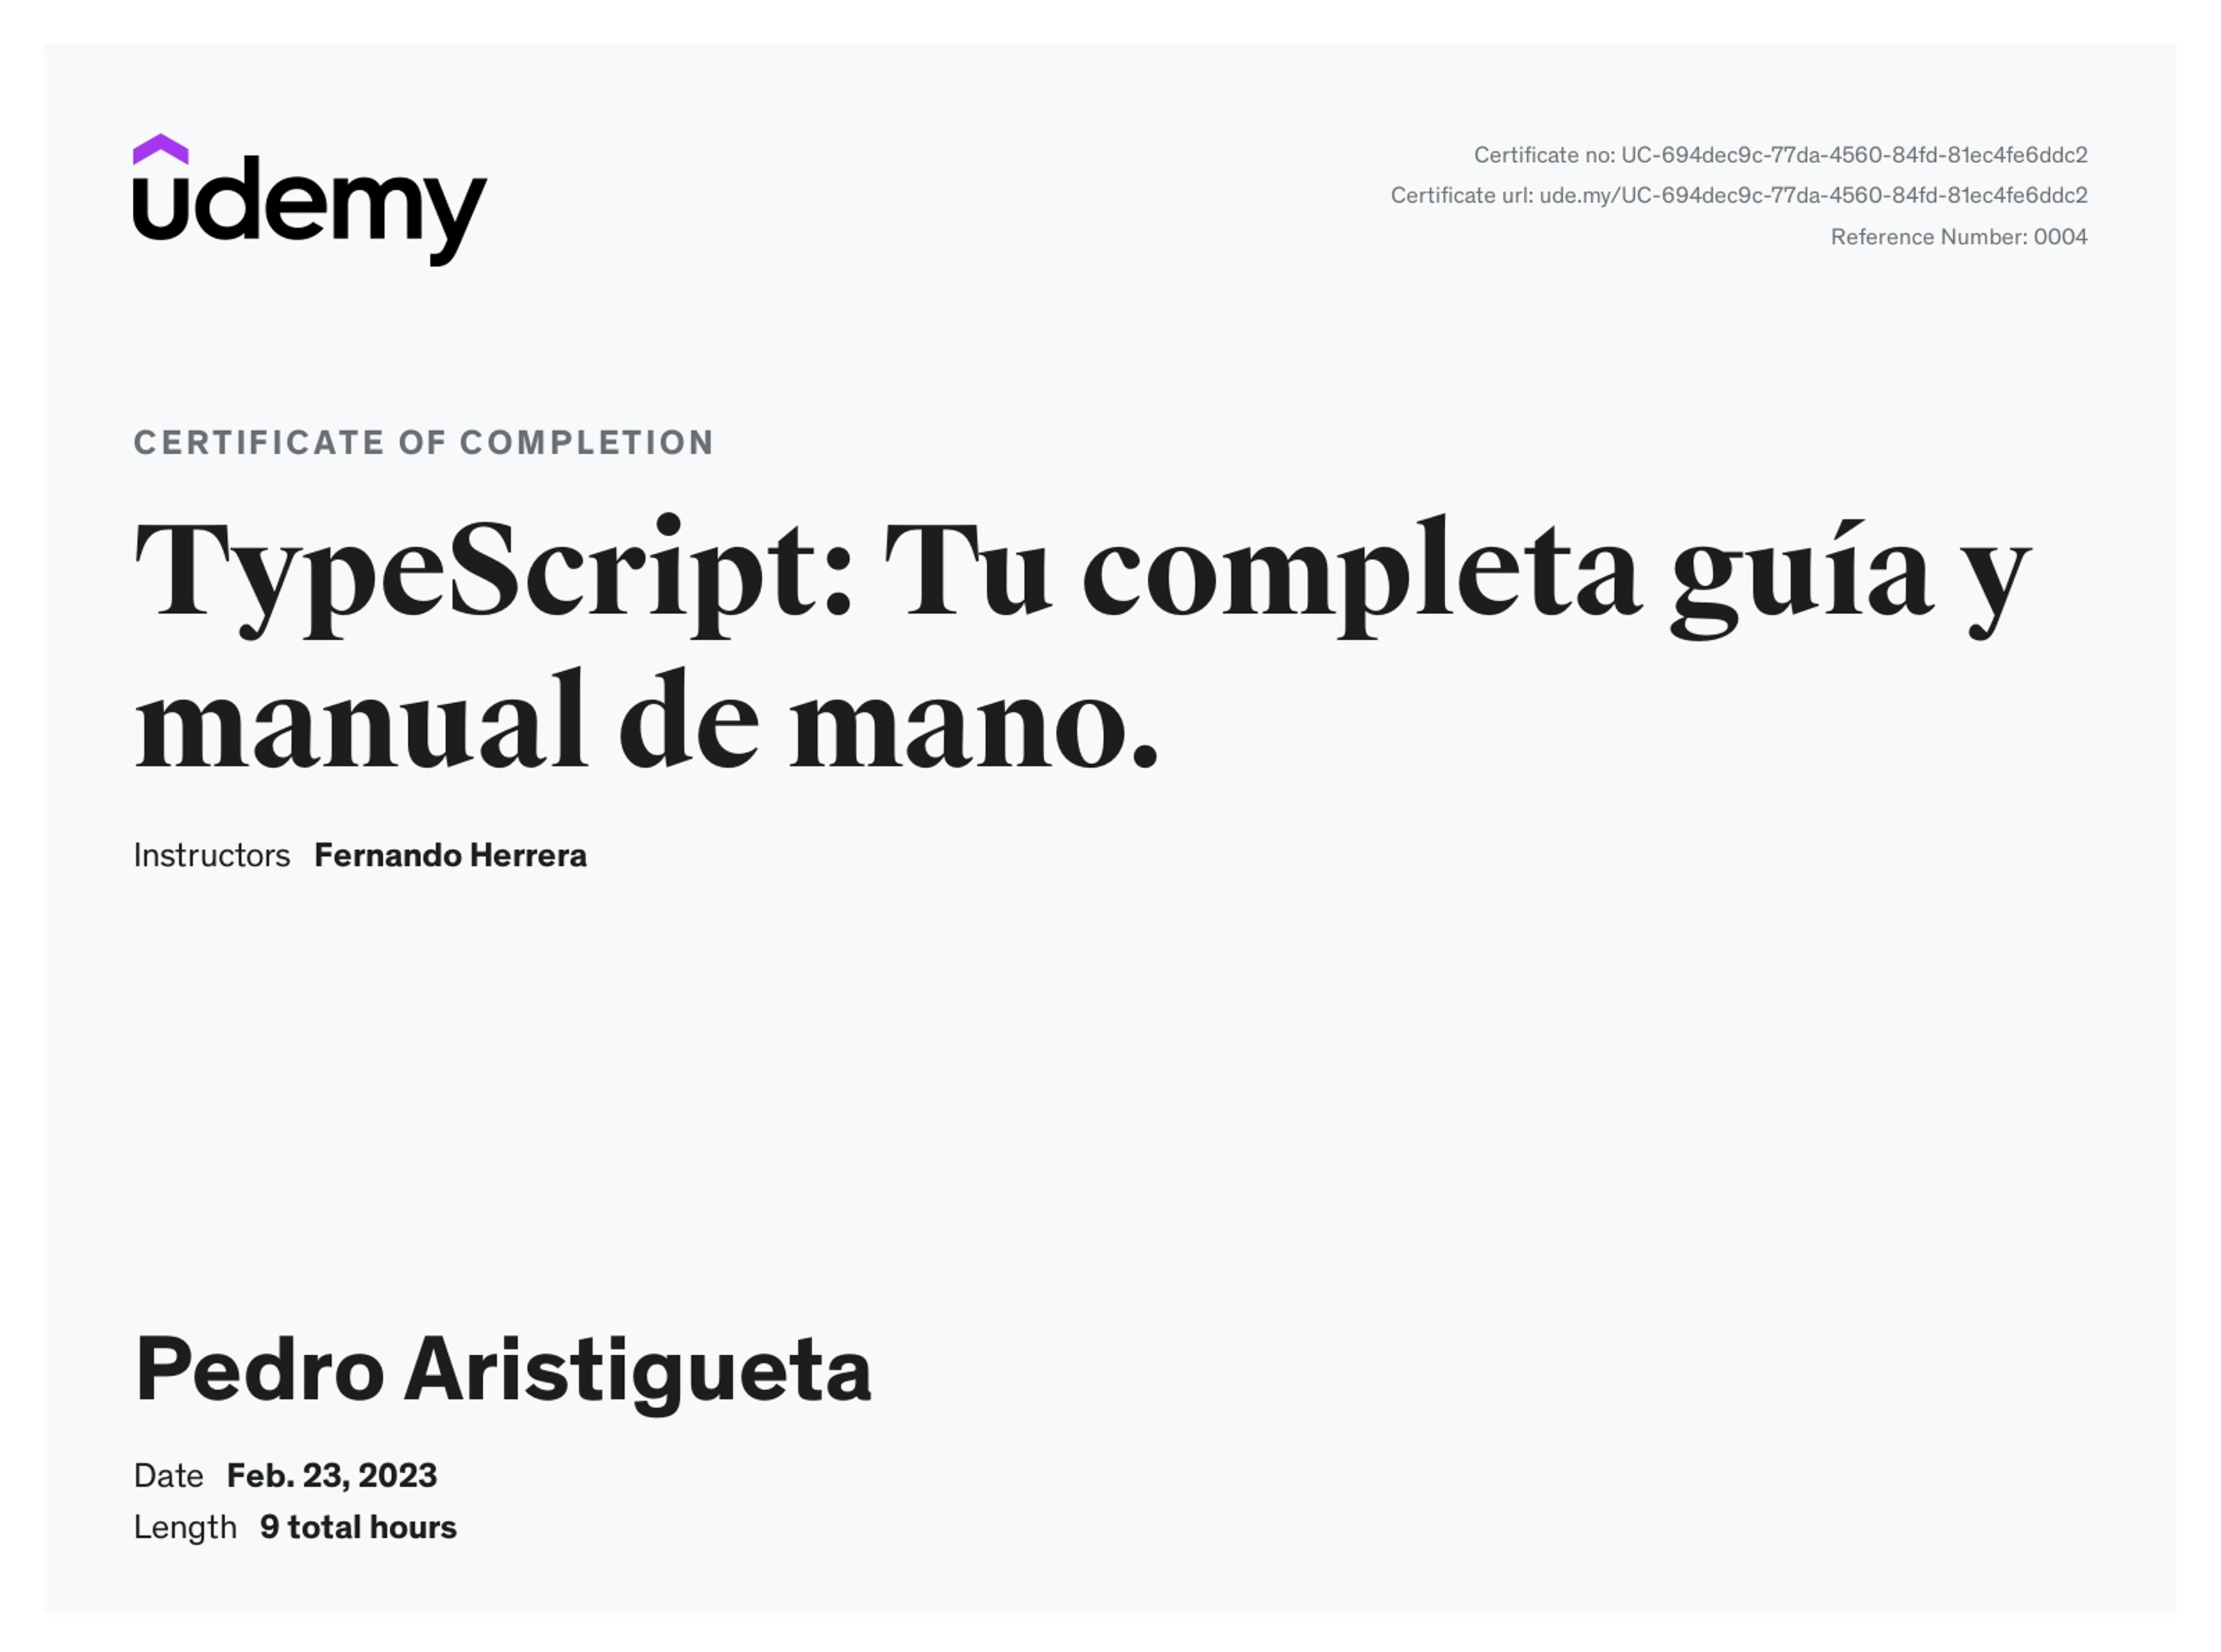 udemy
Certificate no: UC-694dec9c-77da-4560-84fd-81ec4fe6ddc2
Certificate url: ude.my/UC-694dec9c-77da-4560-84fd-81ec4fe6ddc2
Reference Number: 0004
CERTIFICATE OF COMPLETION
TypeScript: Tu completa guía y
manual de mano.
Instructors Fernando Herrera
Pedro Aristigueta
Date Feb. 23, 2023
Length 9 total hours